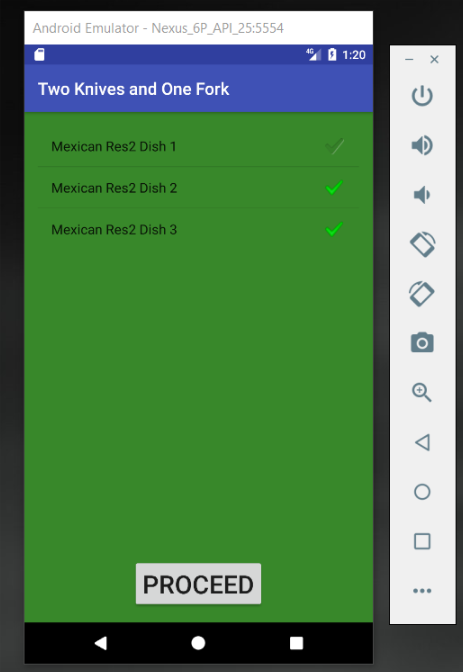 Android Emulator - Nexus_6P_API_25:5554
4G 1:20
Two Knives and One Fork
Mexican Res2 Dish 1
Mexican Res2 Dish 2
Mexican Res2 Dish 3
PROCEED